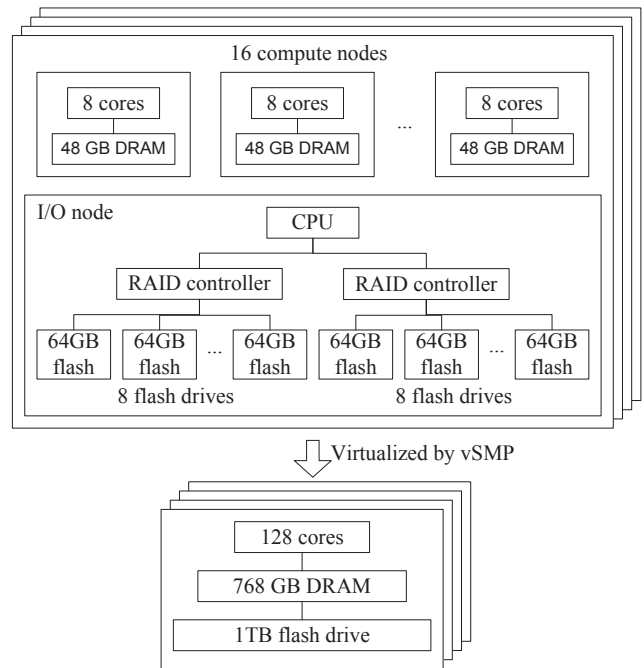 16 compute nodes
8 cores
8 cores
8 cores
48 GB DRAM
48 GB DRAM
...
48 GB DRAM
I/O node
CPU
RAID controller
RAID controller
64GB
flash
64GB
flash
...
64GB
flash
64GB
flash
64GB
flash
...
64GB
flash
8 flash drives
8 flash drives
Virtualized by vSMP
128 cores
768 GB DRAM
1TB flash drive